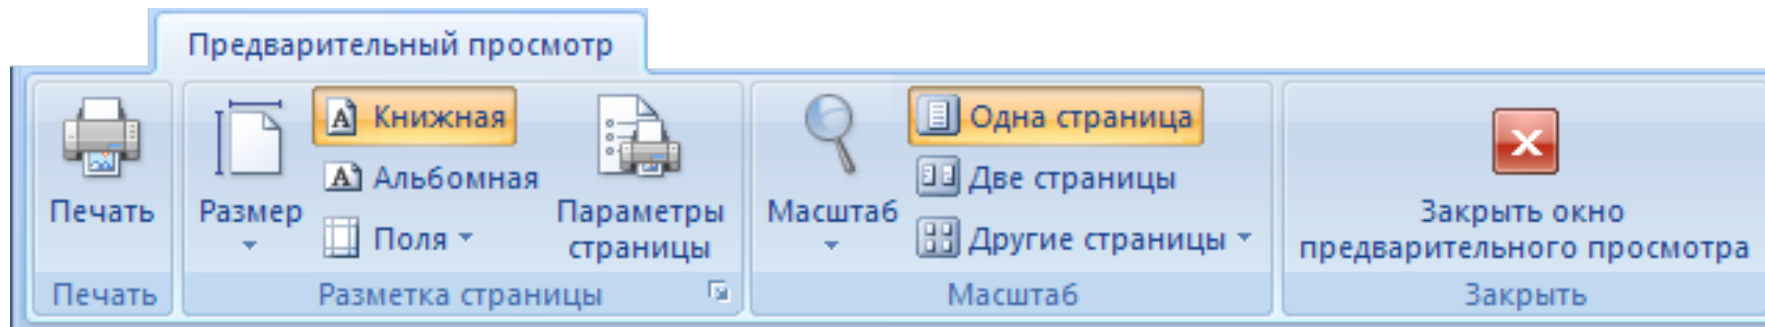 Предварительный просмотр
Печать
Размер
Книжная
Альбомная
Поля
Параметры
страницы
Масштаб
Одна страница
Две страницы
Другие страницы
Закрыть окно
предварительного просмотра
Печать
Разметка страницы
Масштаб
Закрыть